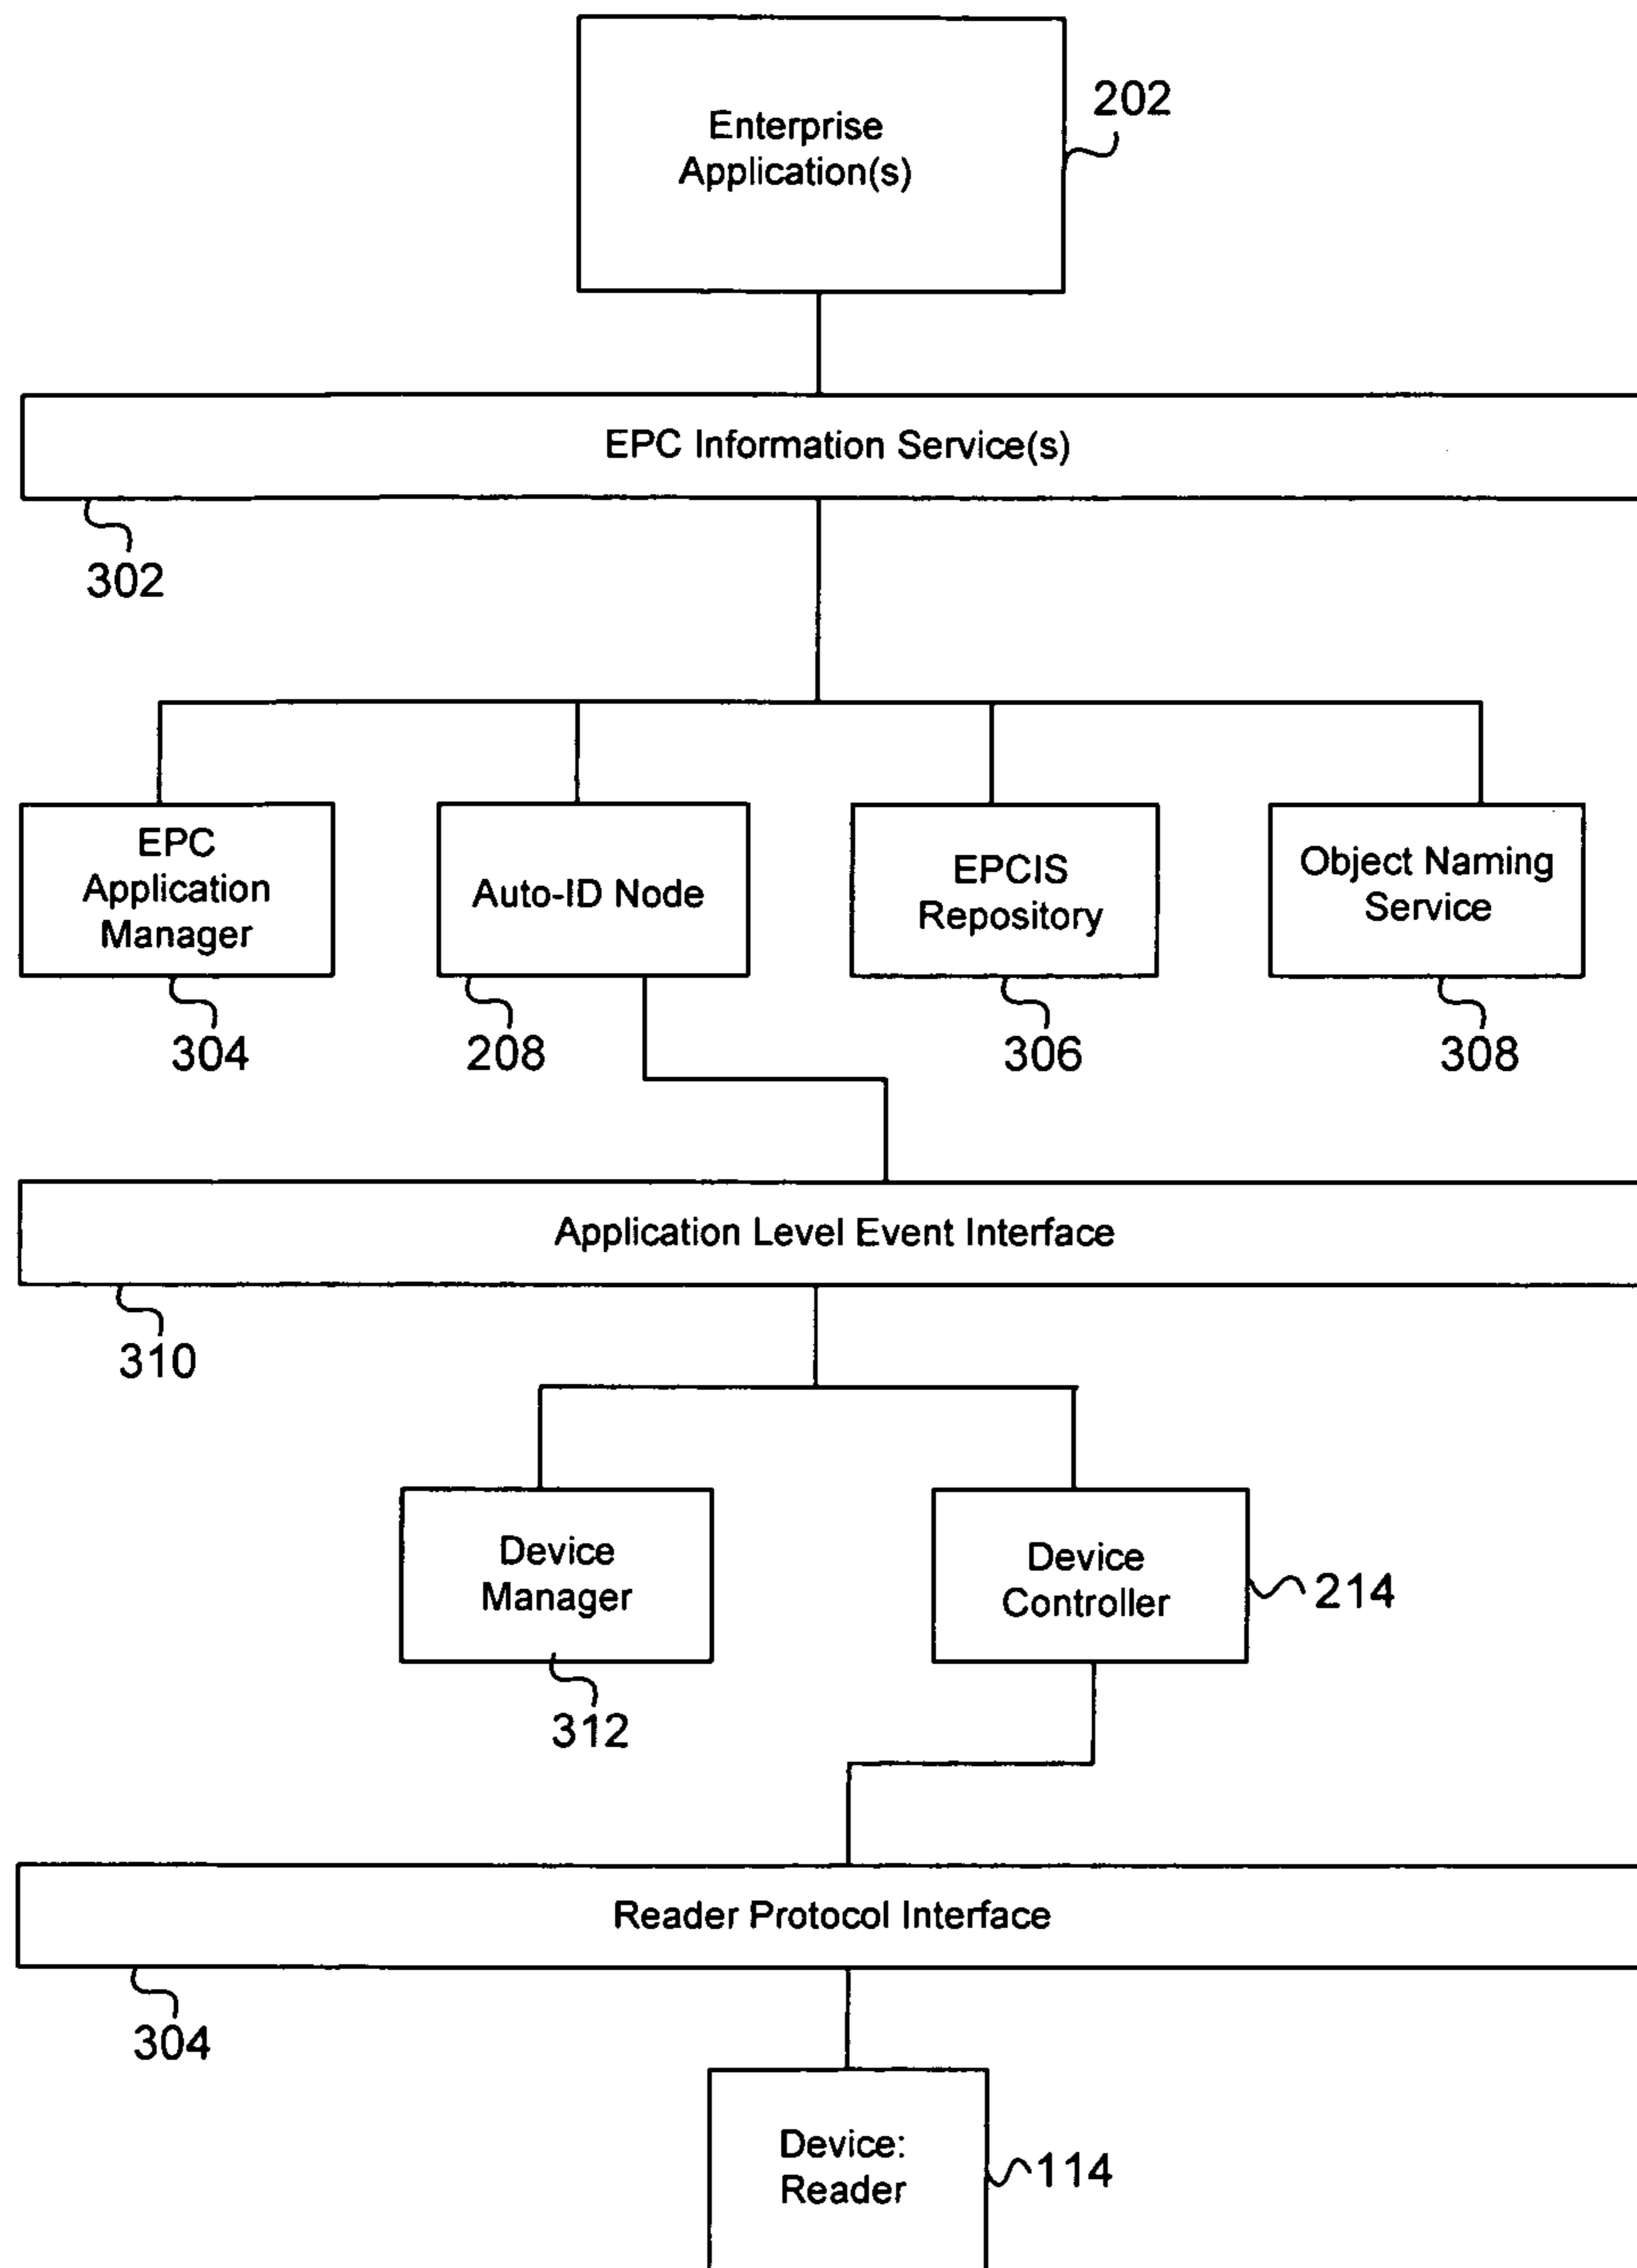 Enterprise
Application(s)
202
EPC Information Service(s)
302
EPC
Application
Manager
304
Auto-ID Node
208
EPCIS
Repository
306
Object Naming
Service
308
Application Level Event Interface
310
Device
Manager
312
Device
Controller
214
Reader Protocol Interface
304
Device:
Reader
114